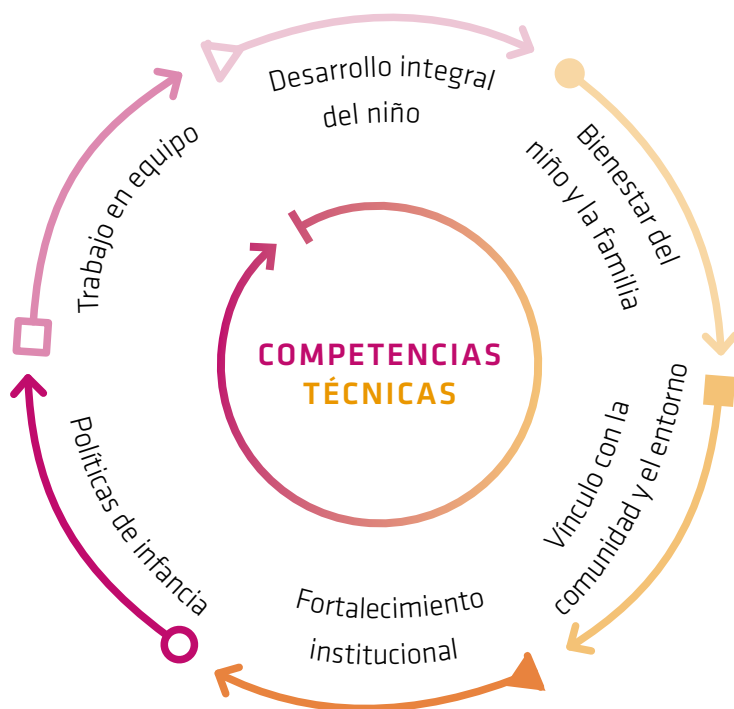 Desarrollo integral
del niño
Bienestar del
niño y la familia
Vínculo con la
comunidad y el entorno
Fortalecimiento
institucional
Políticas de infancia
Trabajo en equipo
COMPETENCIAS
TÉCNICAS